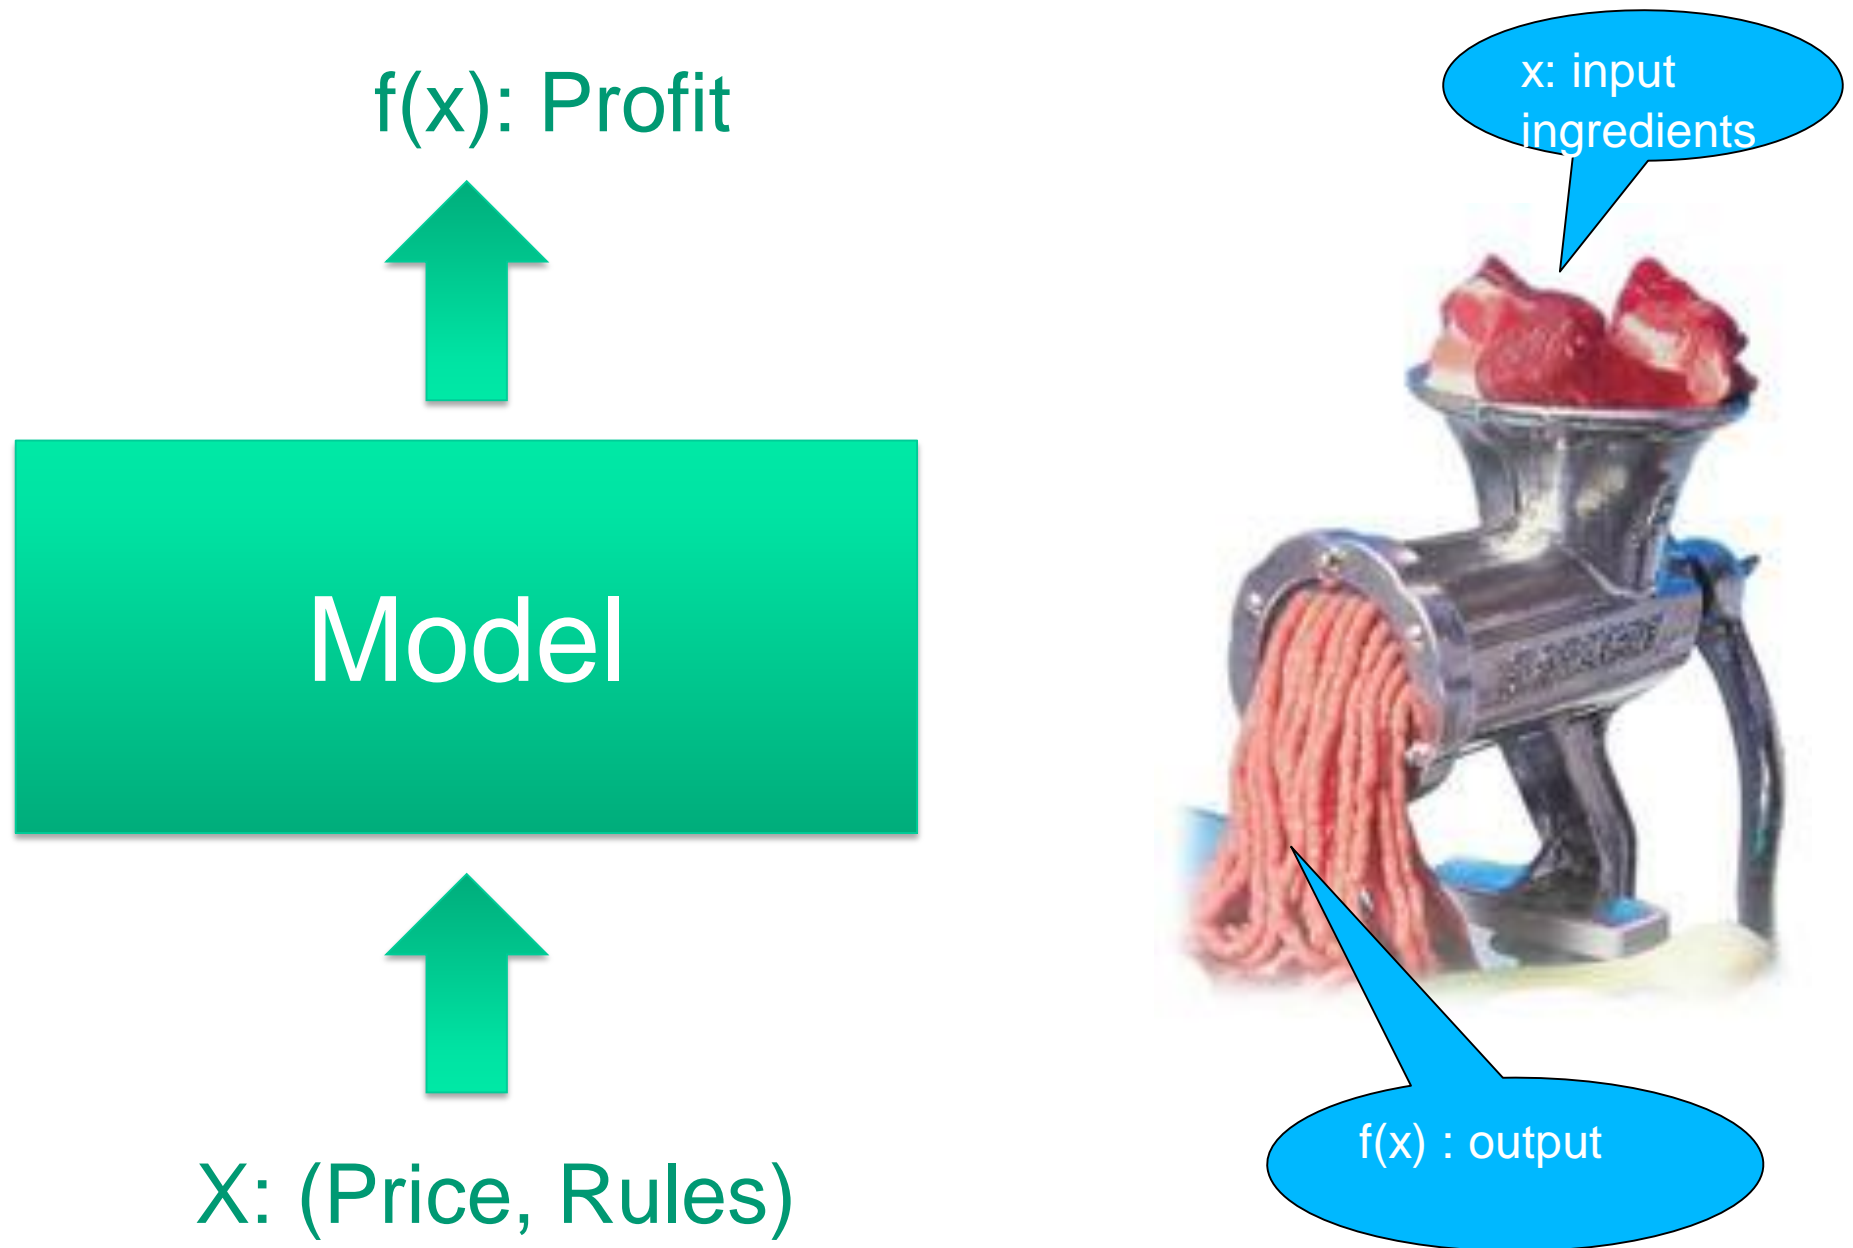 f(x): Profit
Model
X: (Price, Rules)
x: input
ingredients
f(x) : output